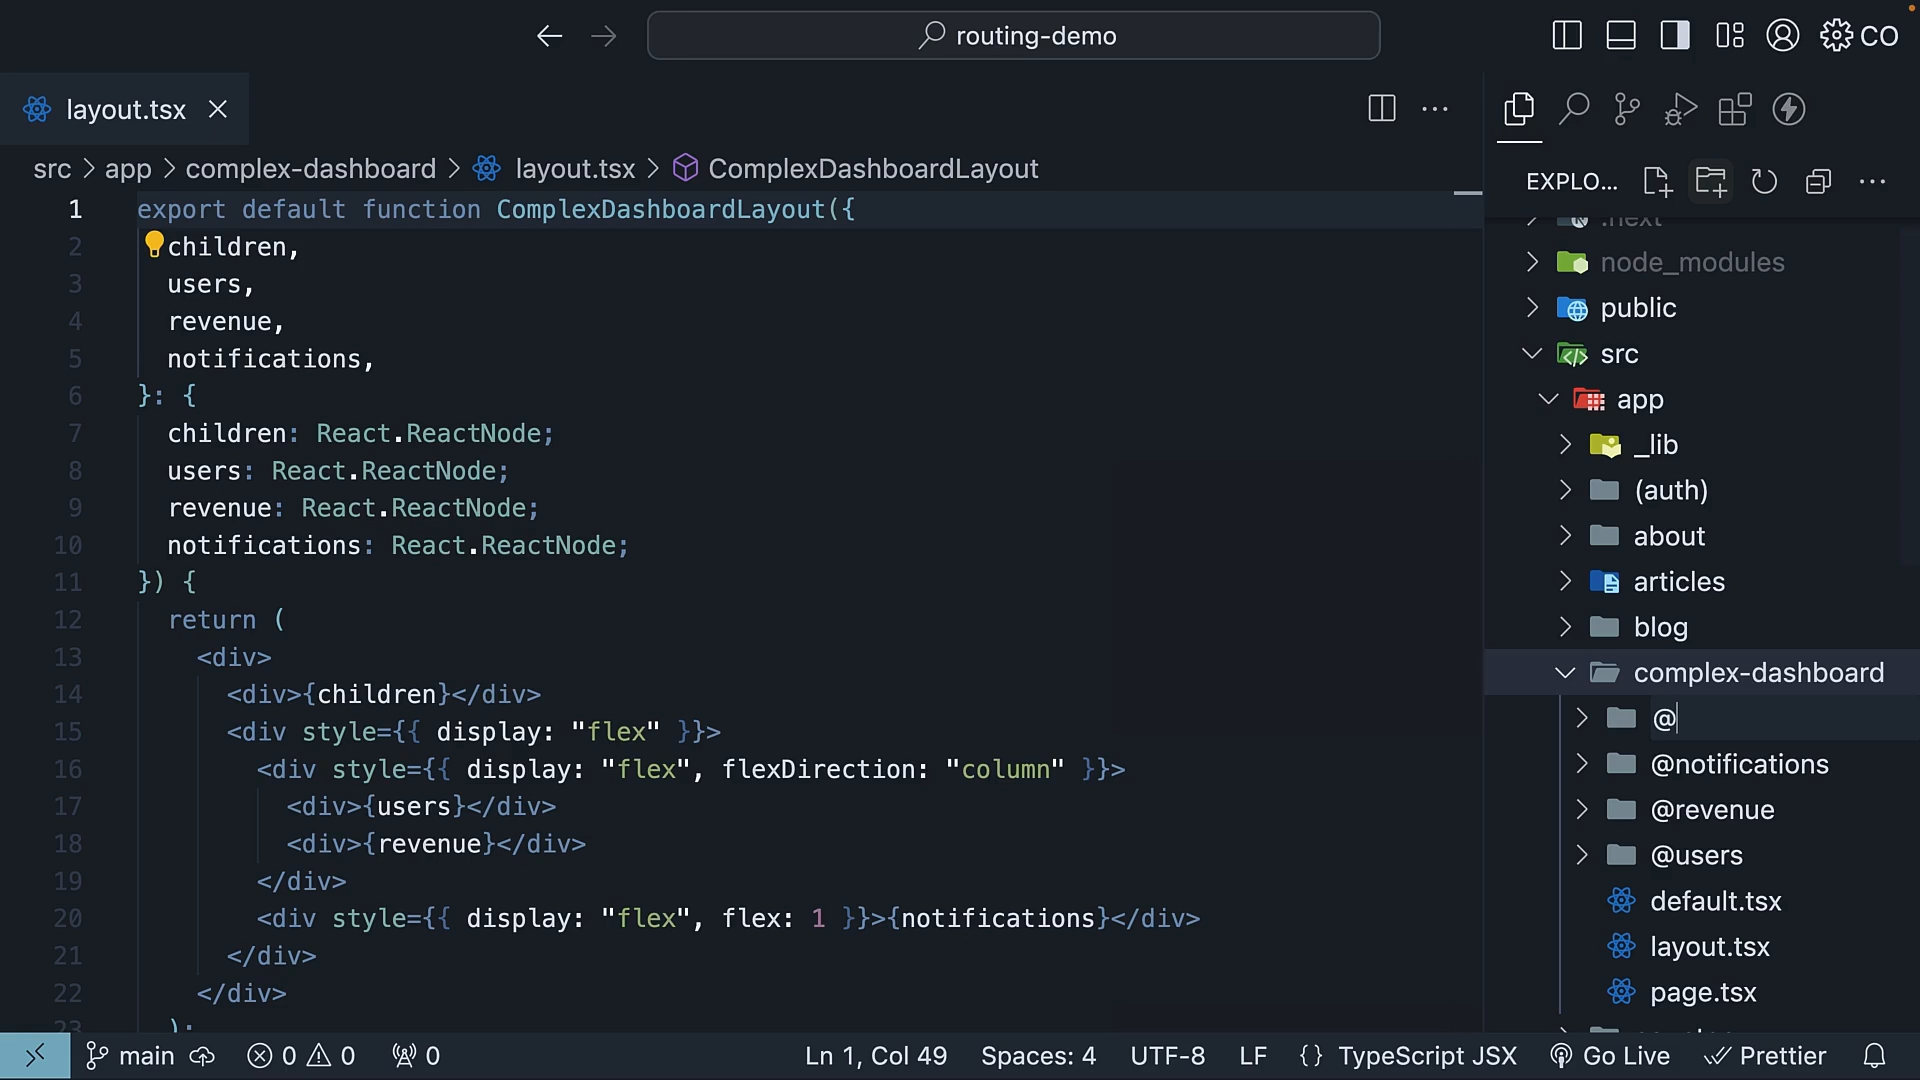 routing-demo
CO
layout.tsx
src > app > complex-dashboard > layout.tsx > ComplexDashboardLayout
1 export default function ComplexDashboardLayout({
2 children,
3 users,
4 revenue,
5 notifications,
6 }: {
7 children: React.ReactNode;
8 users: React.ReactNode;
9 revenue: React.ReactNode;
10 notifications: React.ReactNode;
11 }) {
12 return (
13 <div>
14 <div>{children}</div>
15 <div style={{ display: "flex" }}>
16 <div style={{ display: "flex", flexDirection: "column" }}>
17 <div>{users}</div>
18 <div>{revenue}</div>
19 </div>
20 <div style={{ display: "flex", flex: 1 }}>{notifications}</div>
21 </div>
22 </div>
23 );
EXPLO...
.next
node_modules
public
src
app
_lib
(auth)
about
articles
blog
complex-dashboard
@
@notifications
@revenue
@users
default.tsx
layout.tsx
page.tsx
main 0 0 0 Ln 1, Col 49 Spaces: 4 UTF-8 LF {} TypeScript JSX Go Live Prettier